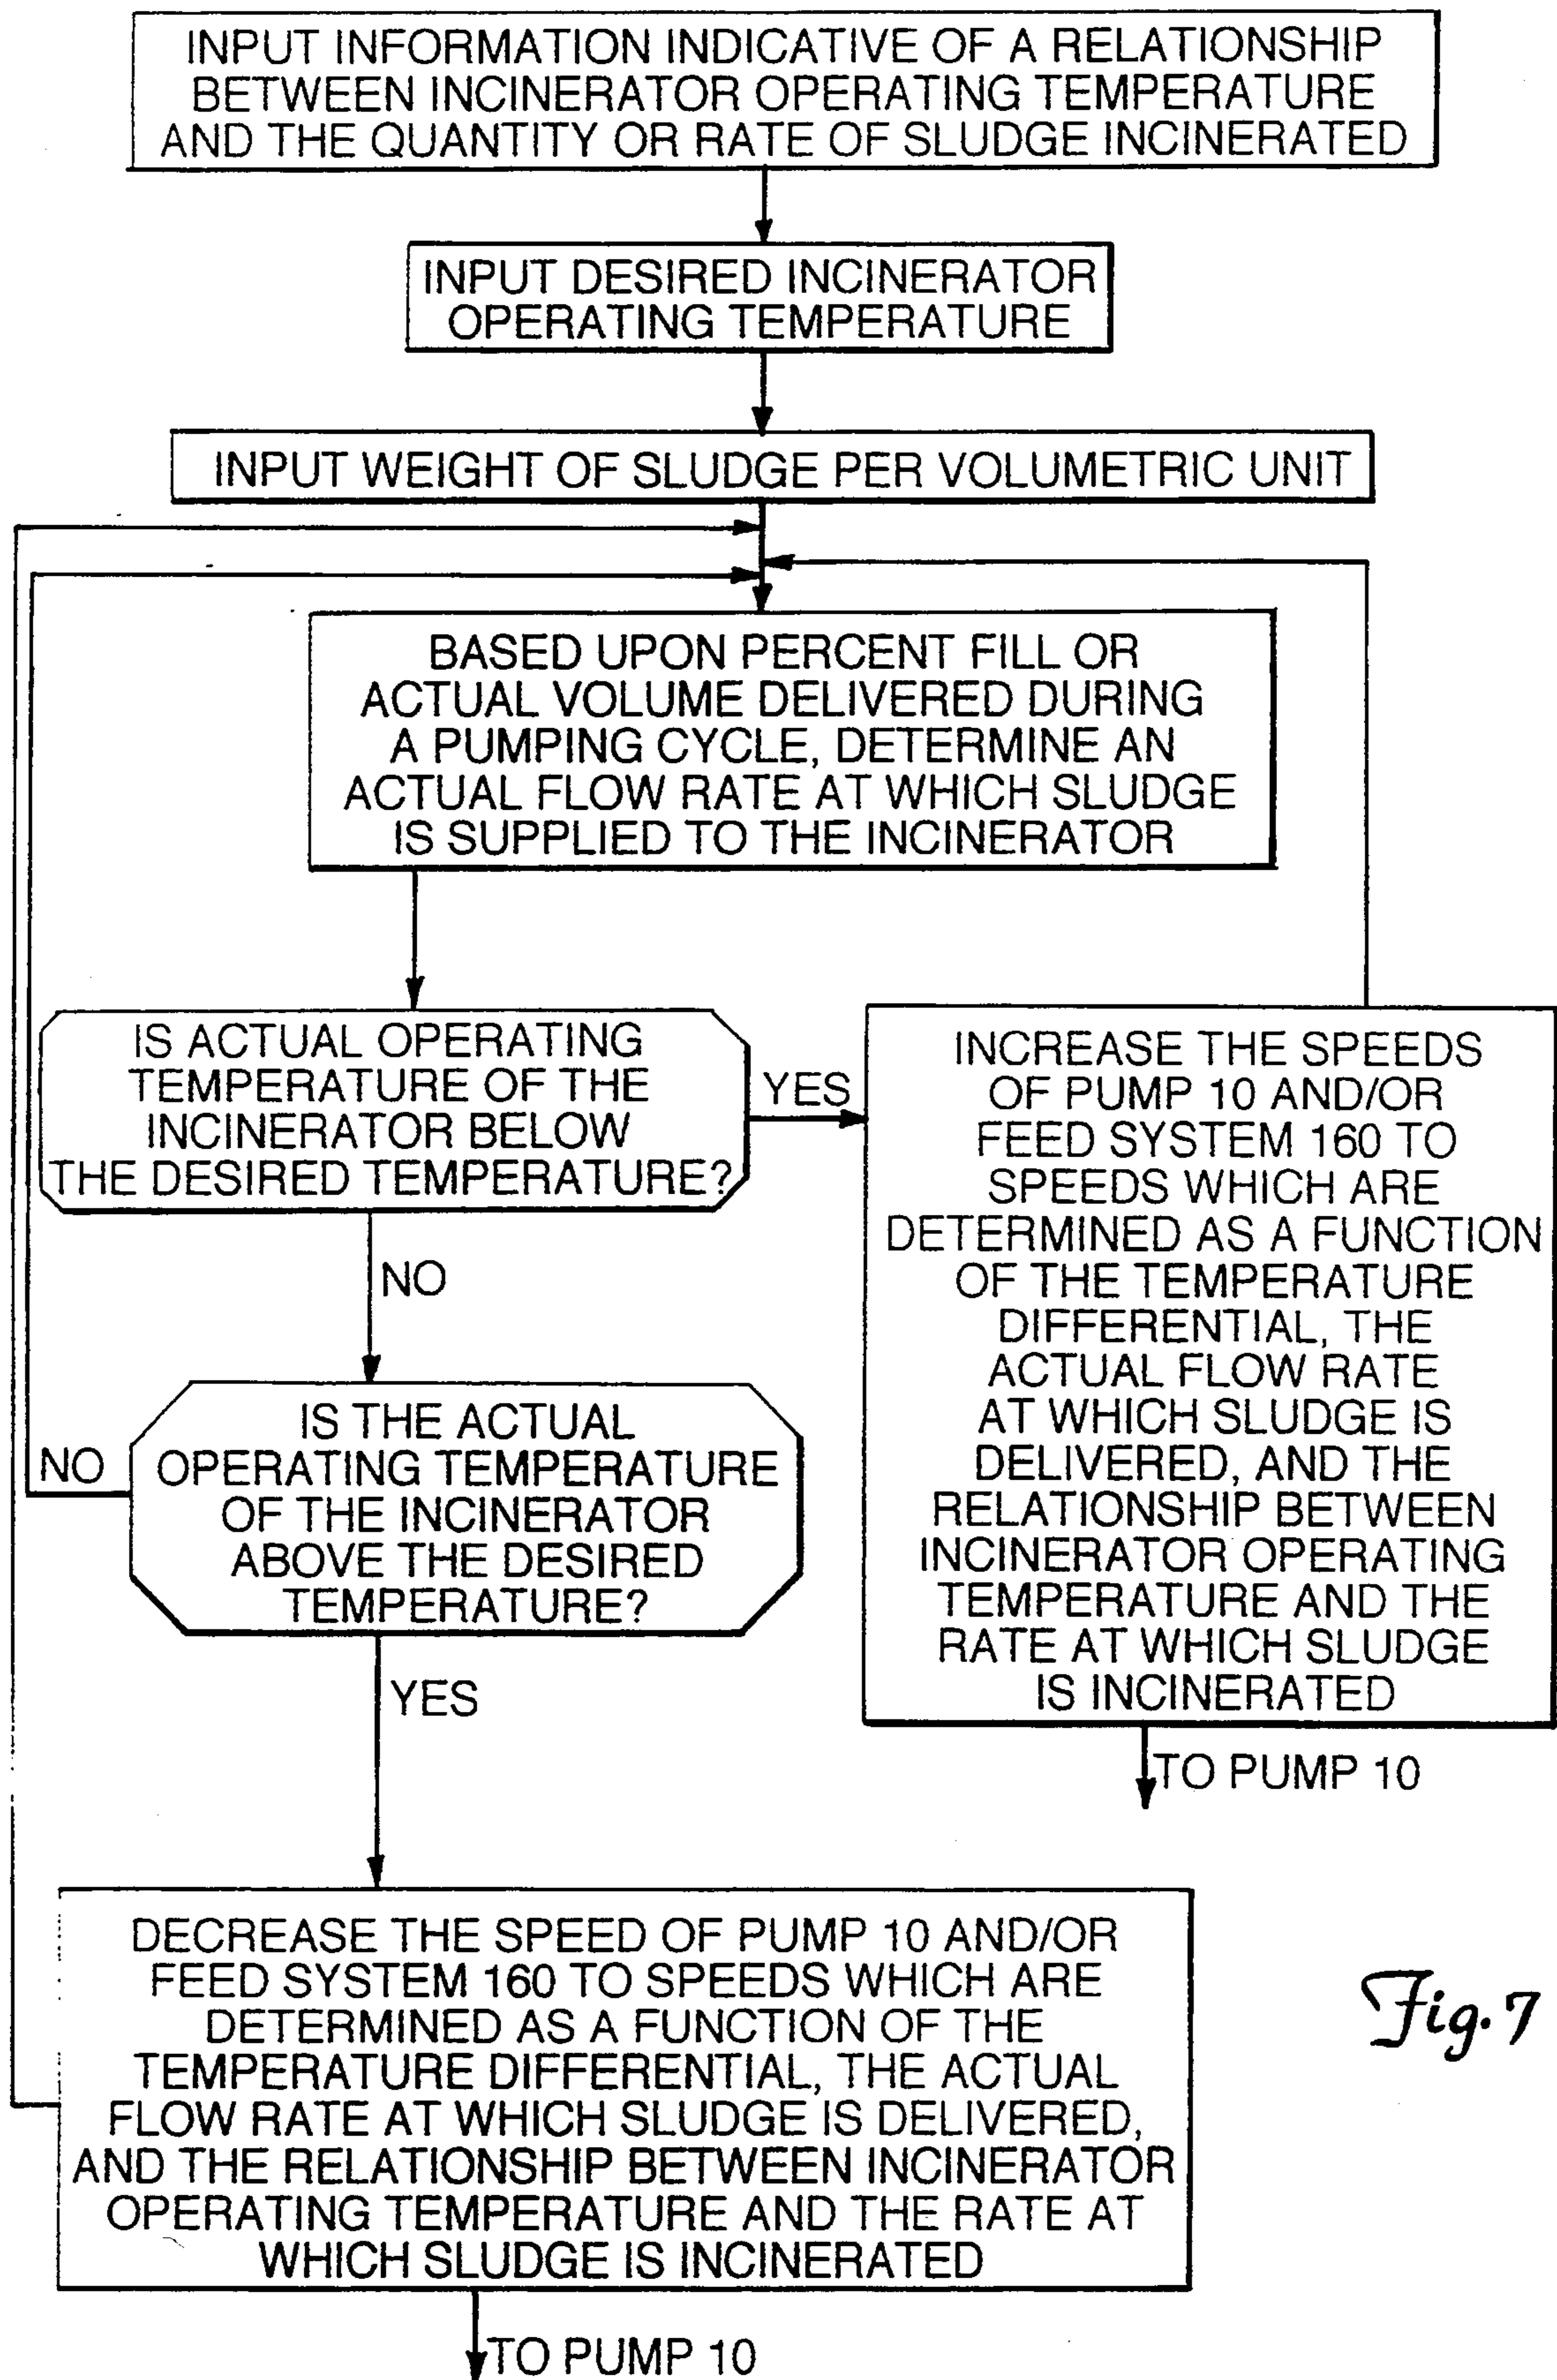 INPUT INFORMATION INDICATIVE OF A RELATIONSHIP
BETWEEN INCINERATOR OPERATING TEMPERATURE
AND THE QUANTITY OR RATE OF SLUDGE INCINERATED
INPUT DESIRED INCINERATOR
OPERATING TEMPERATURE
INPUT WEIGHT OF SLUDGE PER VOLUMETRIC UNIT
BASED UPON PERCENT FILL OR
ACTUAL VOLUME DELIVERED DURING
A PUMPING CYCLE, DETERMINE AN
ACTUAL FLOW RATE AT WHICH SLUDGE
IS SUPPLIED TO THE INCINERATOR
IS ACTUAL OPERATING
TEMPERATURE OF THE
INCINERATOR BELOW
THE DESIRED TEMPERATURE?
YES
INCREASE THE SPEEDS
OF PUMP 10 AND/OR
FEED SYSTEM 160 TO
SPEEDS WHICH ARE
DETERMINED AS A FUNCTION
OF THE TEMPERATURE
DIFFERENTIAL, THE
ACTUAL FLOW RATE
AT WHICH SLUDGE IS
DELIVERED, AND THE
RELATIONSHIP BETWEEN
INCINERATOR OPERATING
TEMPERATURE AND THE
RATE AT WHICH SLUDGE
IS INCINERATED
TO PUMP 10
NO
IS THE ACTUAL
OPERATING TEMPERATURE
OF THE INCINERATOR
ABOVE THE DESIRED
TEMPERATURE?
NO
YES
DECREASE THE SPEED OF PUMP 10 AND/OR
FEED SYSTEM 160 TO SPEEDS WHICH ARE
DETERMINED AS A FUNCTION OF THE
TEMPERATURE DIFFERENTIAL, THE ACTUAL
FLOW RATE AT WHICH SLUDGE IS DELIVERED,
AND THE RELATIONSHIP BETWEEN INCINERATOR
OPERATING TEMPERATURE AND THE RATE AT
WHICH SLUDGE IS INCINERATED
TO PUMP 10
Fig. 7